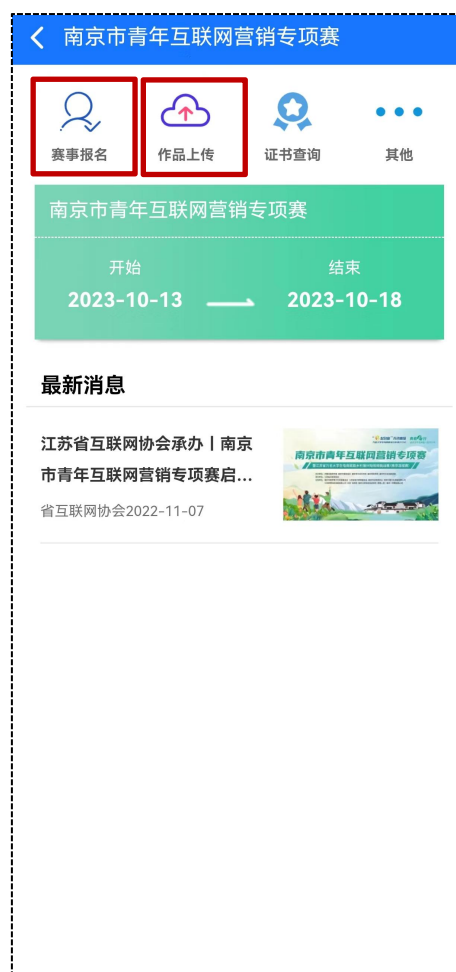 南京市青年互联网营销专项赛
赛事报名 作品上传 证书查询 其他
南京市青年互联网营销专项赛
开始 结束
2023-10-13 2023-10-18
最新消息
江苏省互联网协会承办丨南京
市青年互联网营销专项赛启...
省互联网协会2022-11-07
南京市青年互联网营销专项赛